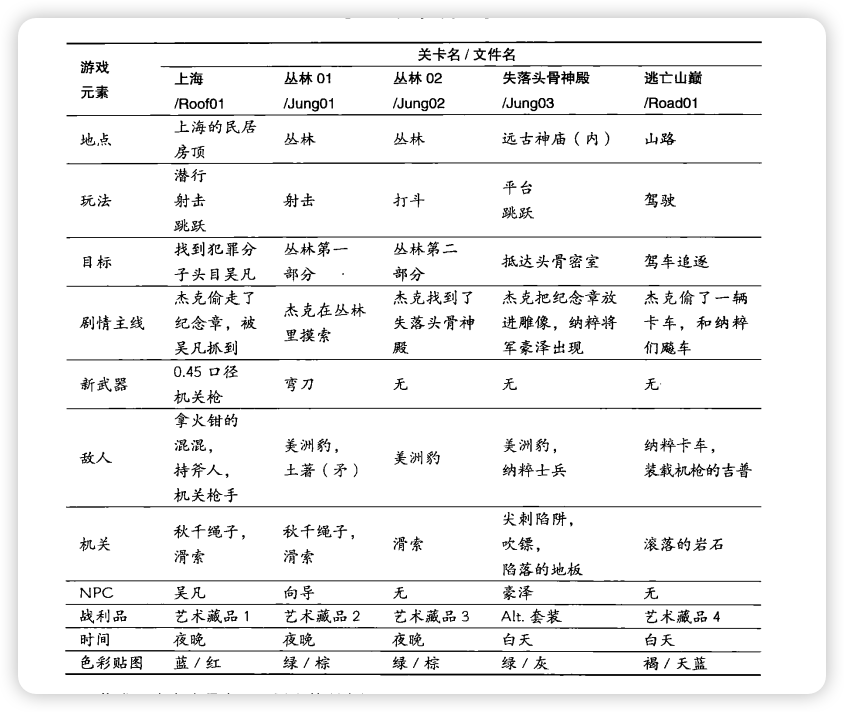 关卡名 / 文件名
游戏元素 上海/Roof01 丛林 01/Jung01 丛林 02/Jung02 失落头骨神殿/Jung03 逃亡山巅/Road01
地点 上海的民居房顶 丛林 丛林 远古神庙（内） 山路
玩法 潜行 射击 跳跃 射击 打斗 平台 跳跃 驾驶
目标 找到犯罪分子头目吴凡 丛林第一部分 丛林第二部分 抵达头骨密室 驾车追逐
剧情主线 杰克偷走了纪念章，被吴凡抓到 杰克在丛林里摸索 杰克找到了失落头骨神殿 杰克把纪念章放进雕像，纳粹将军豪泽出现 杰克偷了一辆卡车，和纳粹们飚车
新武器 0.45 口径机关枪 弯刀 无 无 无
敌人 拿火钳的混混，持斧人，机关枪手 美洲豹，土著（矛） 美洲豹 美洲豹，纳粹士兵 纳粹卡车，装载机枪的吉普
机关 秋千绳子，滑索 秋千绳子，滑索 滑索 尖刺陷阱，吹镖，陷落的地板 滚落的岩石
NPC 吴凡 向导 无 豪泽 无
战利品 艺术藏品 1 艺术藏品 2 艺术藏品 3 Alt. 套装 艺术藏品 4
时间 夜晚 夜晚 夜晚 白天 白天
色彩贴图 蓝 / 红 绿 / 棕 绿 / 棕 绿 / 灰 褐 / 天蓝